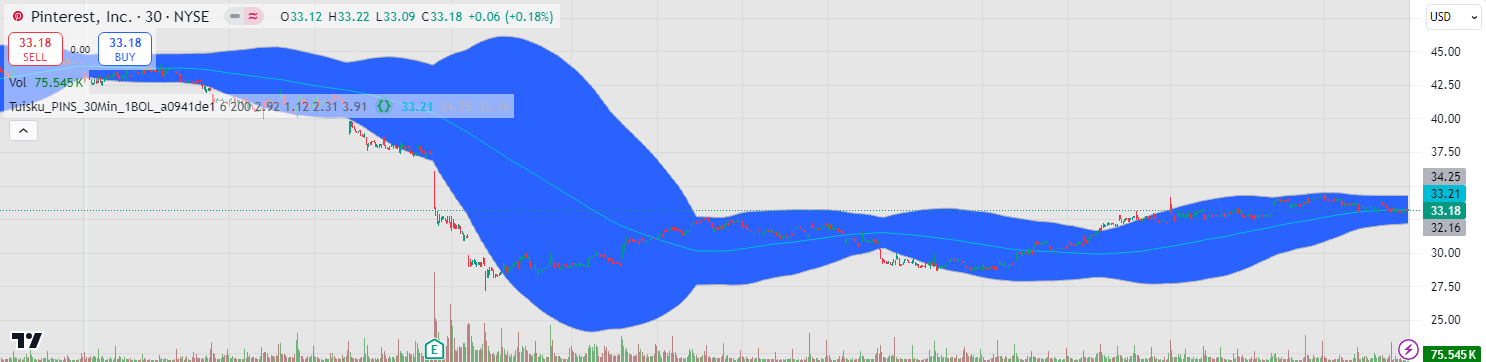 Pinterest, Inc. · 30 · NYSE O33.12 H33.22 L33.09 C33.18 +0.06 (+0.18%)
USD
33.18 SELL
0.00
33.18 BUY
Vol 75.545K
Tuisku_PINS_30Min_1BOL_a0941de1 6 200 2.92 1.12 2.31 3.91 {} 33.21
45.00
42.50
40.00
37.50
34.25
33.21
33.18
32.16
30.00
27.50
25.00
E
75.545K